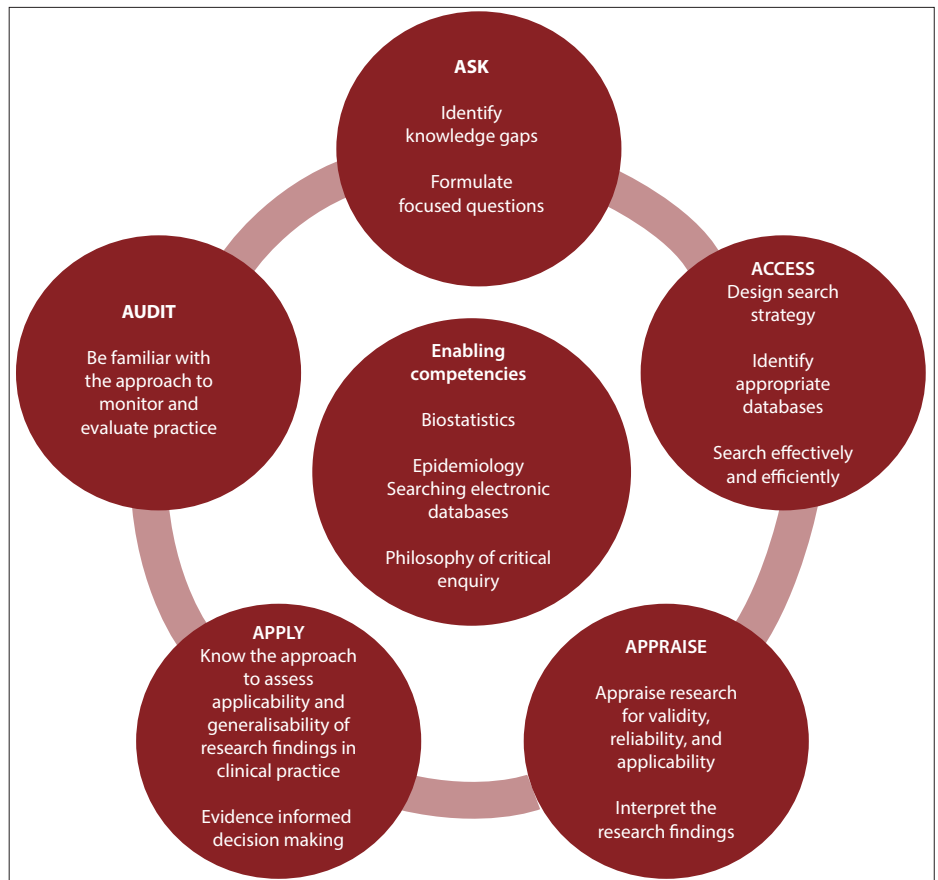 ASK
Identify
knowledge gaps
Formulate
focused questions
ACCESS
Design search
strategy
Identify
appropriate
databases
Search effectively
and efficiently
APPRAISE
Appraise research
for validity,
reliability, and
applicability
Interpret the
research findings
APPLY
Know the approach
to assess
applicability and
generalisability of
research findings in
clinical practice
Evidence informed
decision making
AUDIT
Be familiar with
the approach to
monitor and
evaluate practice
Enabling
competencies
Biostatistics
Epidemiology
Searching electronic
databases
Philosophy of critical
enquiry